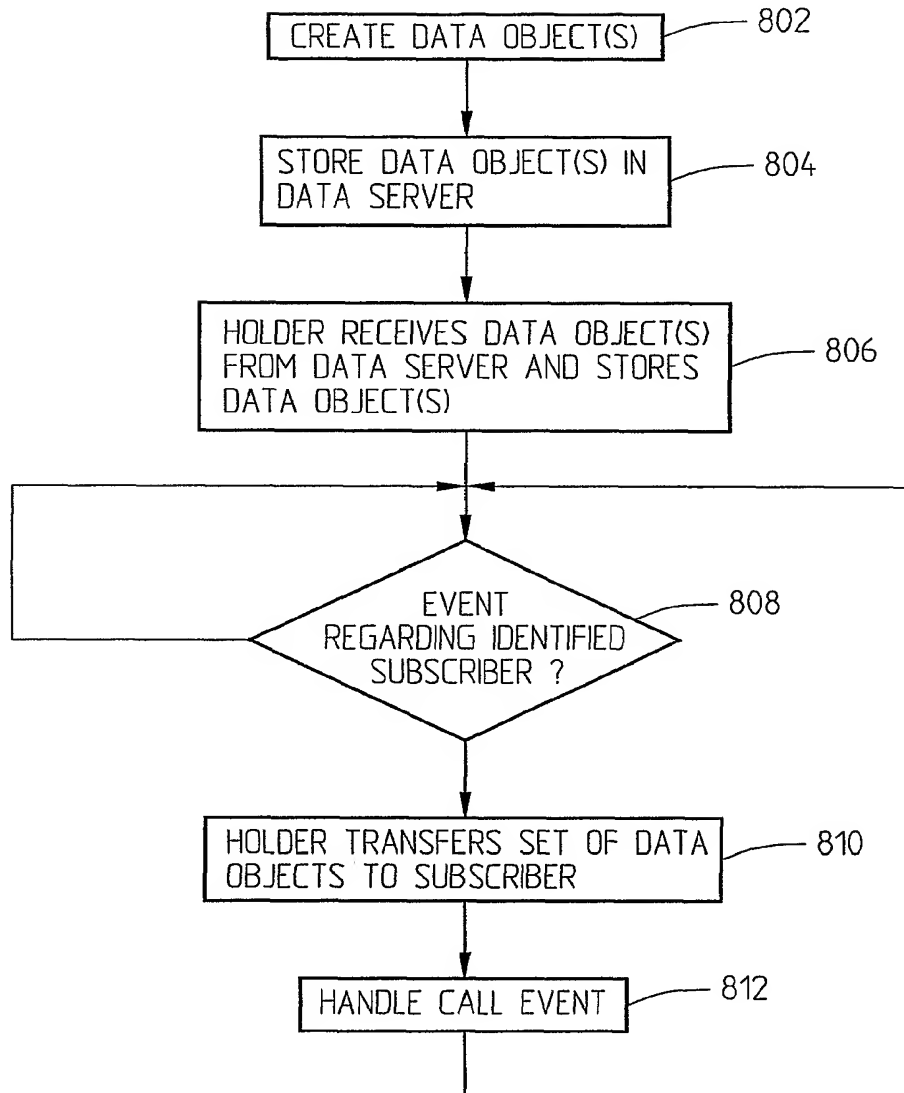 CREATE DATA OBJECT(S)
802
STORE DATA OBJECT(S) IN
DATA SERVER
804
HOLDER RECEIVES DATA OBJECT(S)
FROM DATA SERVER AND STORES
DATA OBJECT(S)
806
EVENT
REGARDING IDENTIFIED
SUBSCRIBER ?
808
HOLDER TRANSFERS SET OF DATA
OBJECTS TO SUBSCRIBER
810
HANDLE CALL EVENT
812